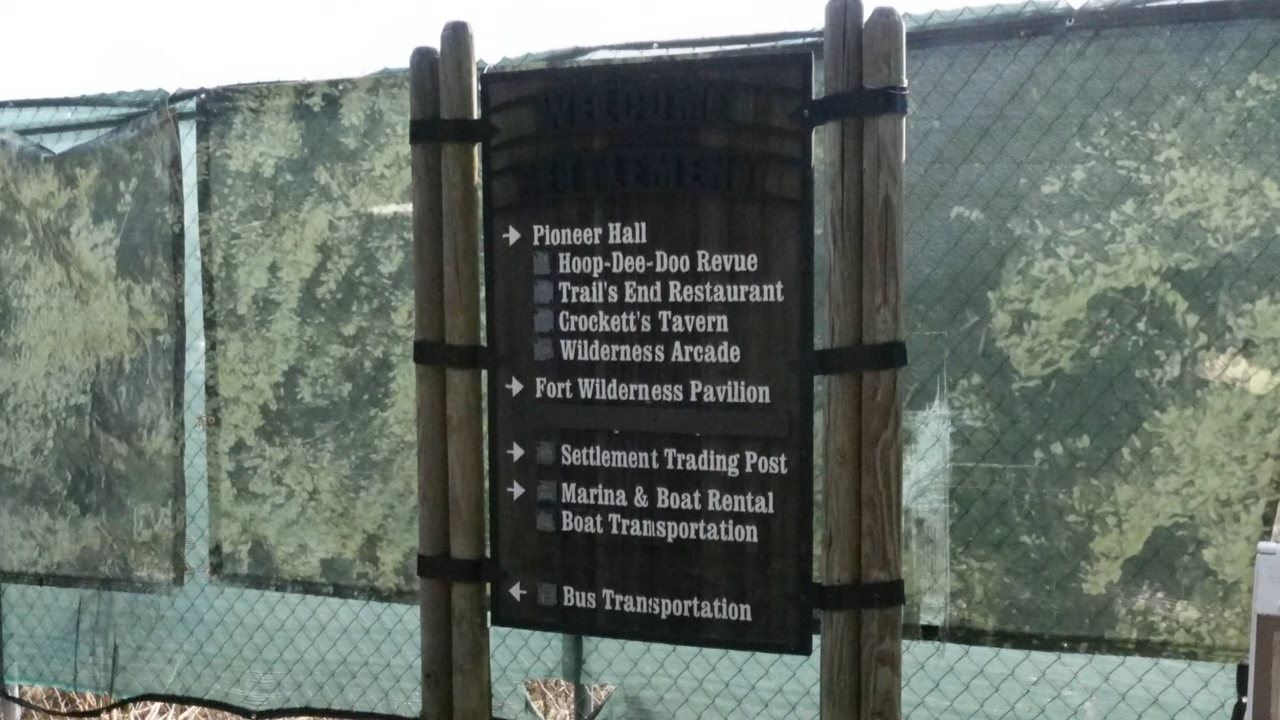 WELCOME
SETTLEMENT
Pioneer Hall
Hoop-Dee-Doo Revue
Trail's End Restaurant
Crockett's Tavern
Wilderness Arcade
Fort Wilderness Pavilion
Settlement Trading Post
Marina & Boat Rental
Boat Transportation
Bus Transportation